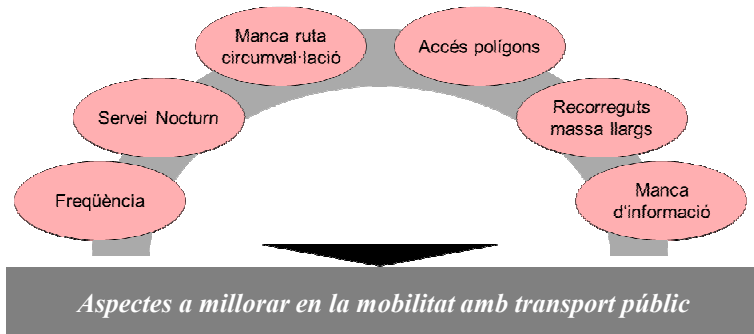 Manca ruta
circumval·lació
Accés polígons
Servei Nocturn
Recorreguts
massa llargs
Freqüència
Manca
d'informació
Aspectes a millorar en la mobilitat amb transport públic